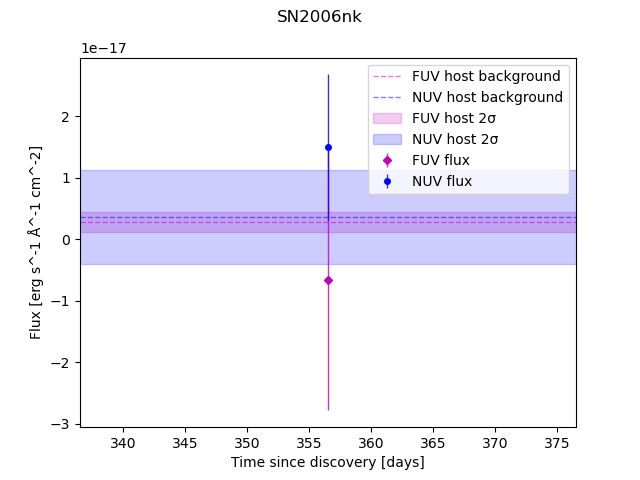 SN2006nk
1e−17
FUV host background
NUV host background
FUV host 2σ
NUV host 2σ
FUV flux
NUV flux
2
1
0
−1
−2
−3
Flux [erg s^-1 Å^-1 cm^-2]
340 345 350 355 360 365 370 375
Time since discovery [days]